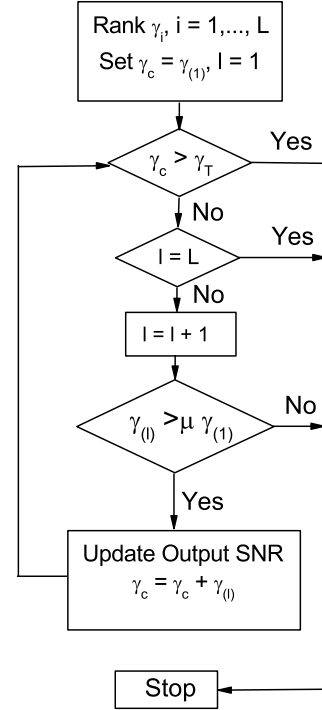 Rank γi, i = 1,..., L
Set γc = γ(1), l = 1
γc > γT
Yes
No
l = L
Yes
No
l = l + 1
γ(l) >μ γ(1)
No
Yes
Update Output SNR
γc = γc + γ(l)
Stop